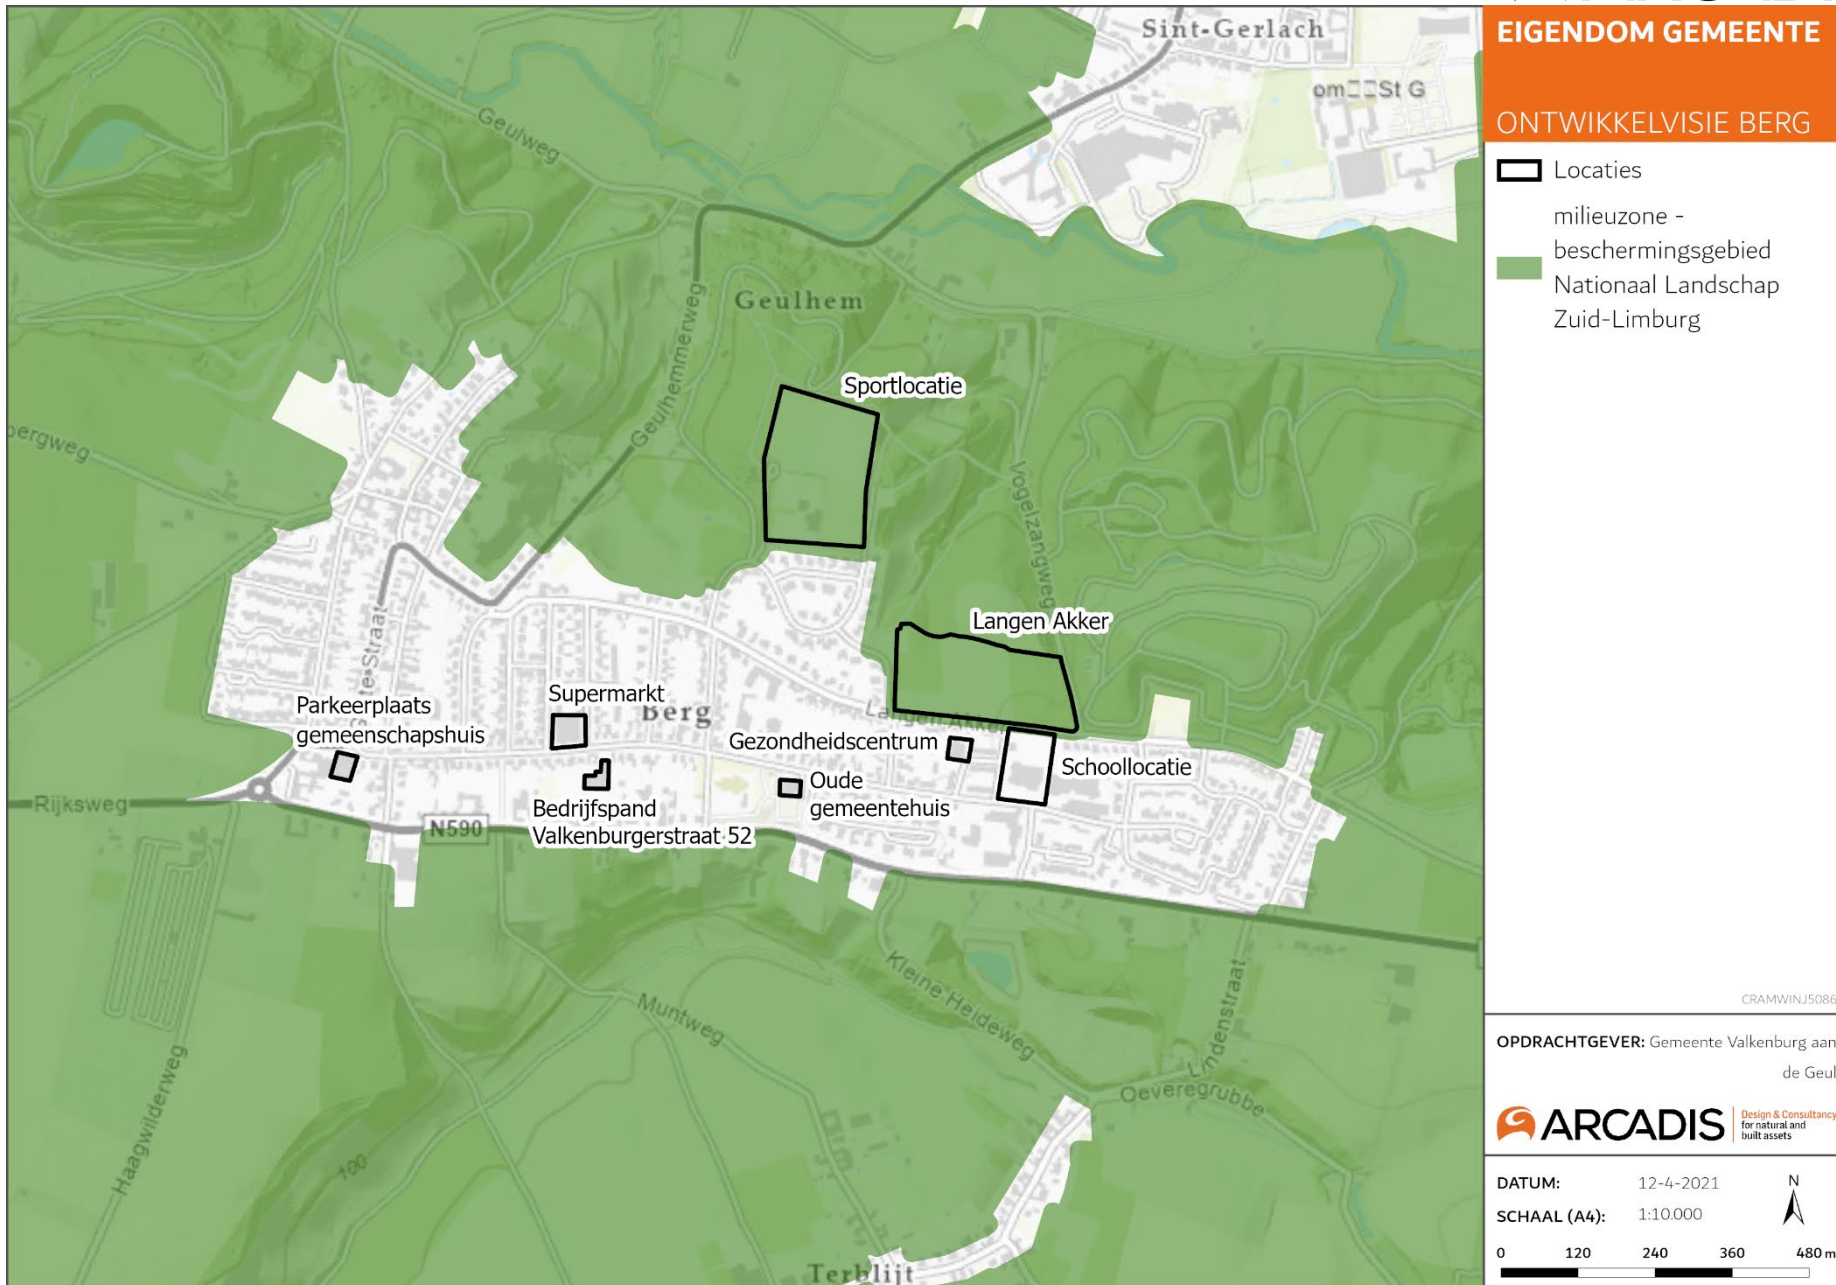 Sint-Gerlach
St G
Geulweg
Geulhem
Geulhemmerweg
Sportlocatie
Vogelzangweg
Langen Akker
Supermarkt
Berg
Parkeerplaats
gemeenschapshuis
Gezondheidscentrum
Schoollocatie
Oude
gemeentehuis
Bedrijfspand
Valkenburgerstraat 52
Rijksweg
N590
Kleine Heideweg
Muntweg
Lindenstraat
Oeveregrubbe
Haagwilderweg
100
Terblijt
EIGENDOM GEMEENTE
ONTWIKKELVISIE BERG
Locaties
milieuzone -
beschermingsgebied
Nationaal Landschap
Zuid-Limburg
CRAMWINJ5086
OPDRACHTGEVER: Gemeente Valkenburg aan
de Geul
ARCADIS
Design & Consultancy
for natural and
built assets
DATUM: 12-4-2021
SCHAAL (A4): 1:10.000
N
0 120 240 360 480 m